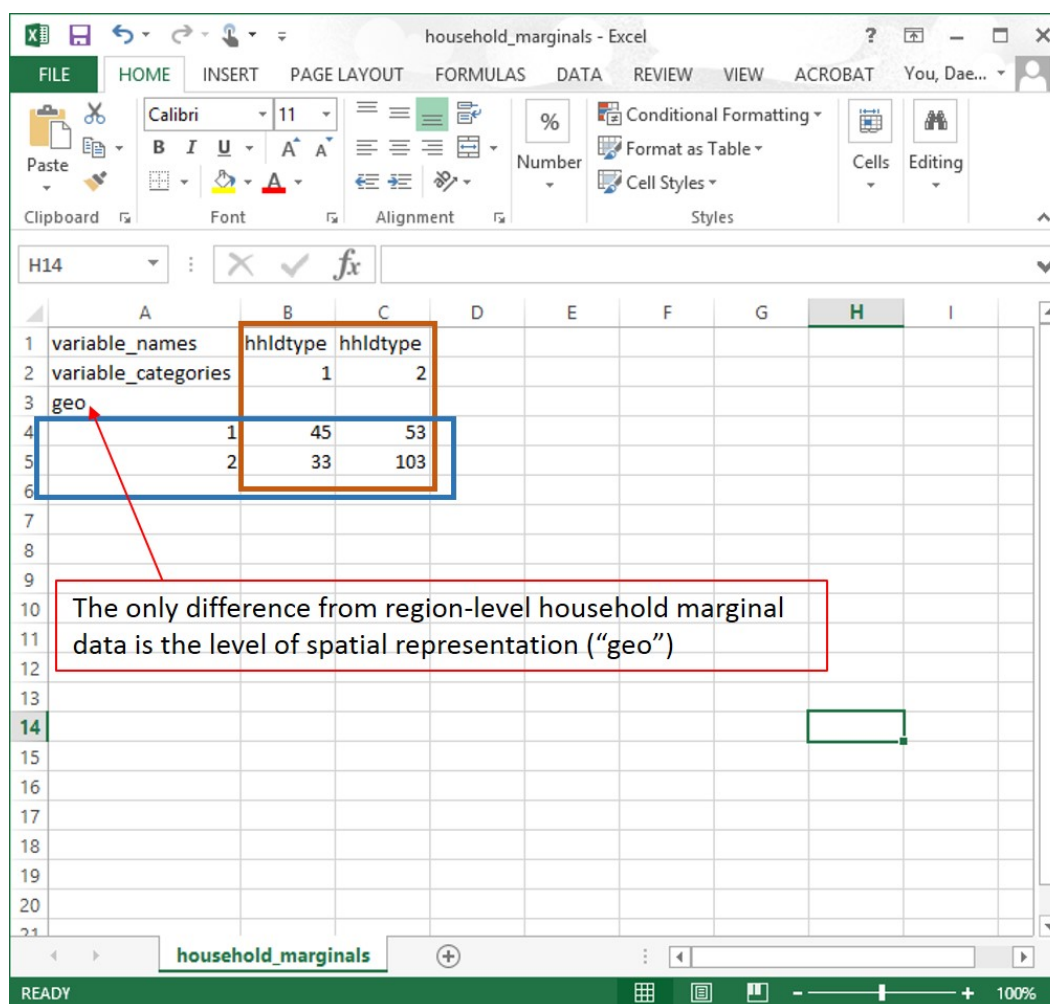 household_marginals - Excel
?
FILE HOME INSERT PAGE LAYOUT FORMULAS DATA REVIEW VIEW ACROBAT You, Dae...
Calibri 11
Conditional Formatting
B I U A A
% Format as Table
Paste Number Cells Editing
A Cell Styles
Clipboard Font Alignment Styles
H14 fx
A B C D E F G H I
1 variable_names hhldtype hhldtype
2 variable_categories 1 2
3 geo
4 1 45 53
5 2 33 103
6
7
8
9
10 The only difference from region-level household marginal
11 data is the level of spatial representation (“geo”)
12
13
14
15
16
17
18
19
20
21
household_marginals
READY 100%